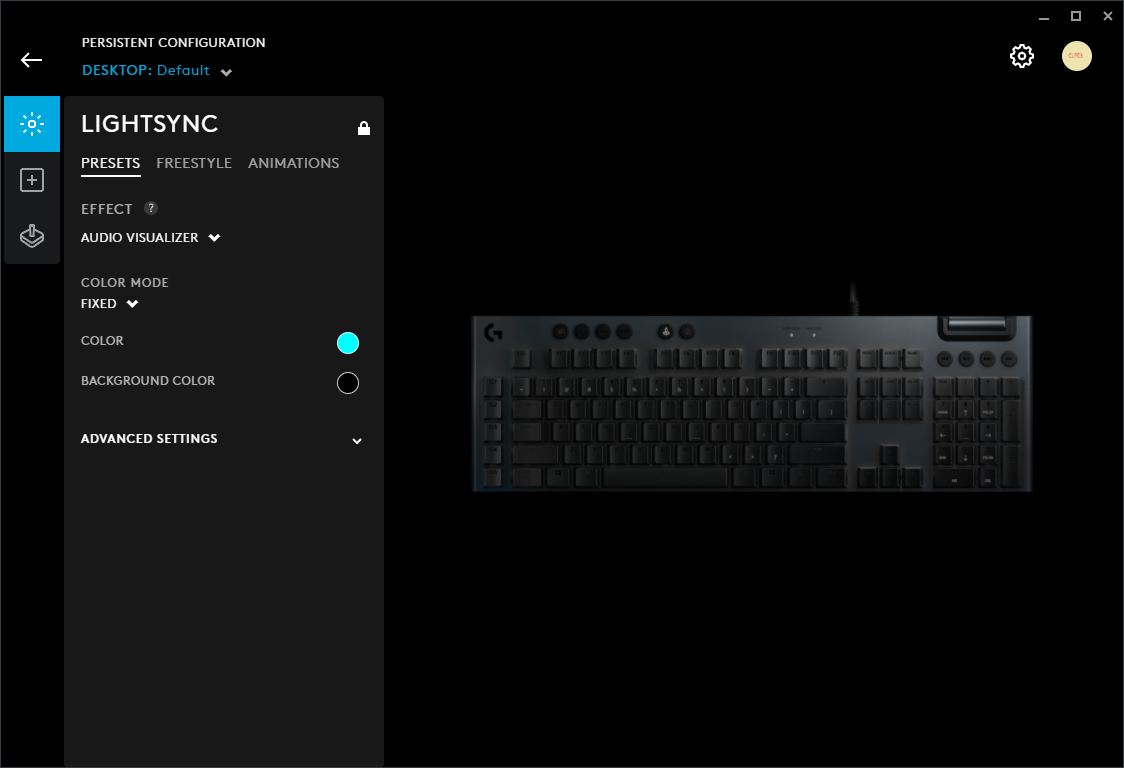 PERSISTENT CONFIGURATION
DESKTOP: Default
LIGHTSYNC
PRESETS FREESTYLE ANIMATIONS
EFFECT ?
AUDIO VISUALIZER
COLOR MODE
FIXED
COLOR
BACKGROUND COLOR
ADVANCED SETTINGS